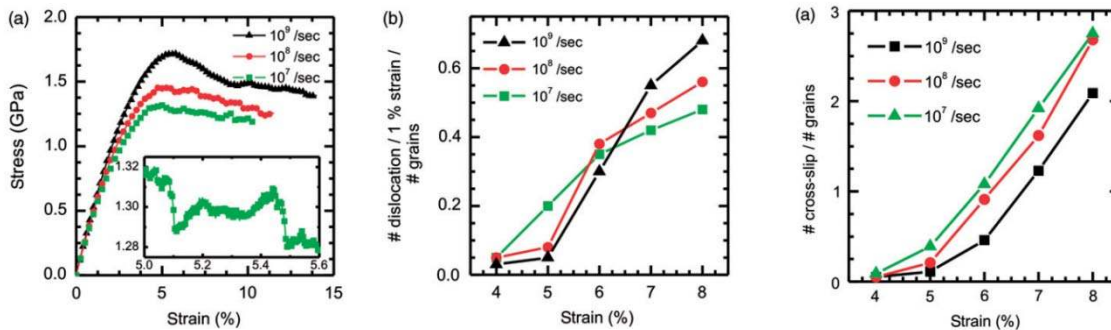 (a)
2.0
1.5
1.0
0.5
0.0
Stress (GPa)
10⁹ /sec
10⁸ /sec
10⁷ /sec
1.32
1.30
1.28
5.0 5.2 5.4 5.6
0 5 10 15
Strain (%)
(b)
0.6
0.4
0.2
0.0
# dislocation / 1 % strain /
# grains
10⁹ /sec
10⁸ /sec
10⁷ /sec
4 5 6 7 8
Strain (%)
(a)
3
2
1
0
# cross-slip / # grains
10⁹ /sec
10⁸ /sec
10⁷ /sec
4 5 6 7 8
Strain (%)